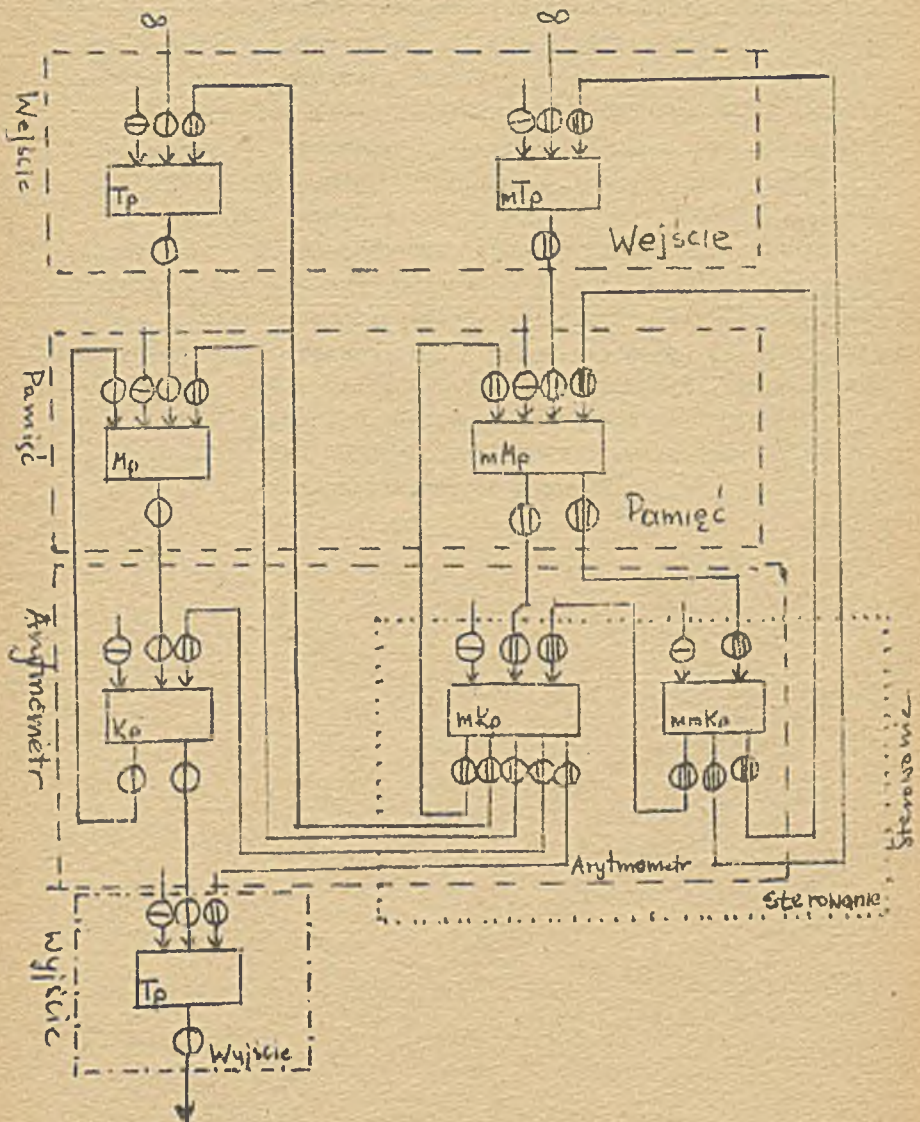 ∞ ∞
Wejście
Tp
mTp
Wejście
Pamięć
Mp
mMp
Pamięć
Arytmometr
Kp
mKp
mmKp
Sterowanie
Arytmometr
Sterowanie
Wyjście
Tp
Wyjście